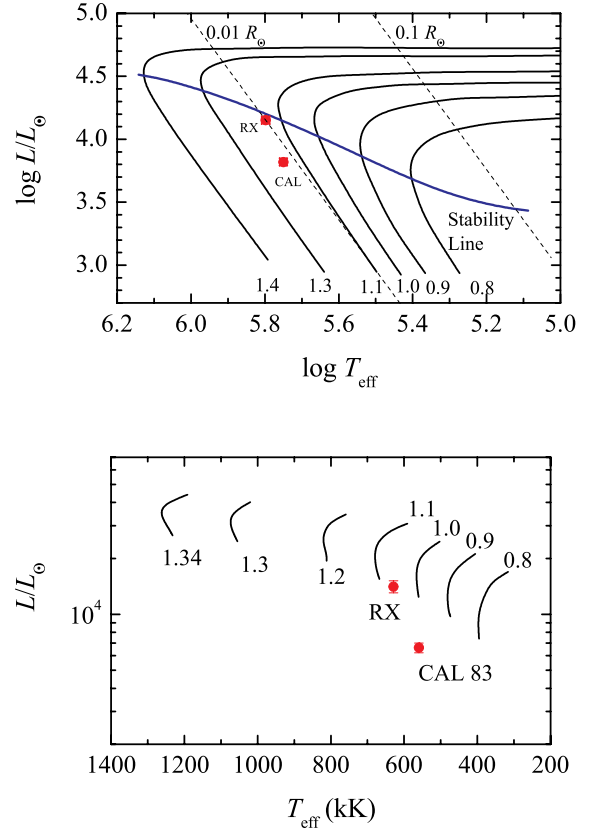 5.0
0.01 R☉
0.1 R☉
4.5
RX
4.0
CAL
3.5
Stability
Line
3.0
1.4
1.3
1.1
1.0
0.9
0.8
6.2
6.0
5.8
5.6
5.4
5.2
5.0
log L/L☉
log Teff
1.34
1.3
1.2
1.1
1.0
0.9
0.8
10⁴
RX
CAL 83
1400
1200
1000
800
600
400
200
L/L☉
Teff (kK)